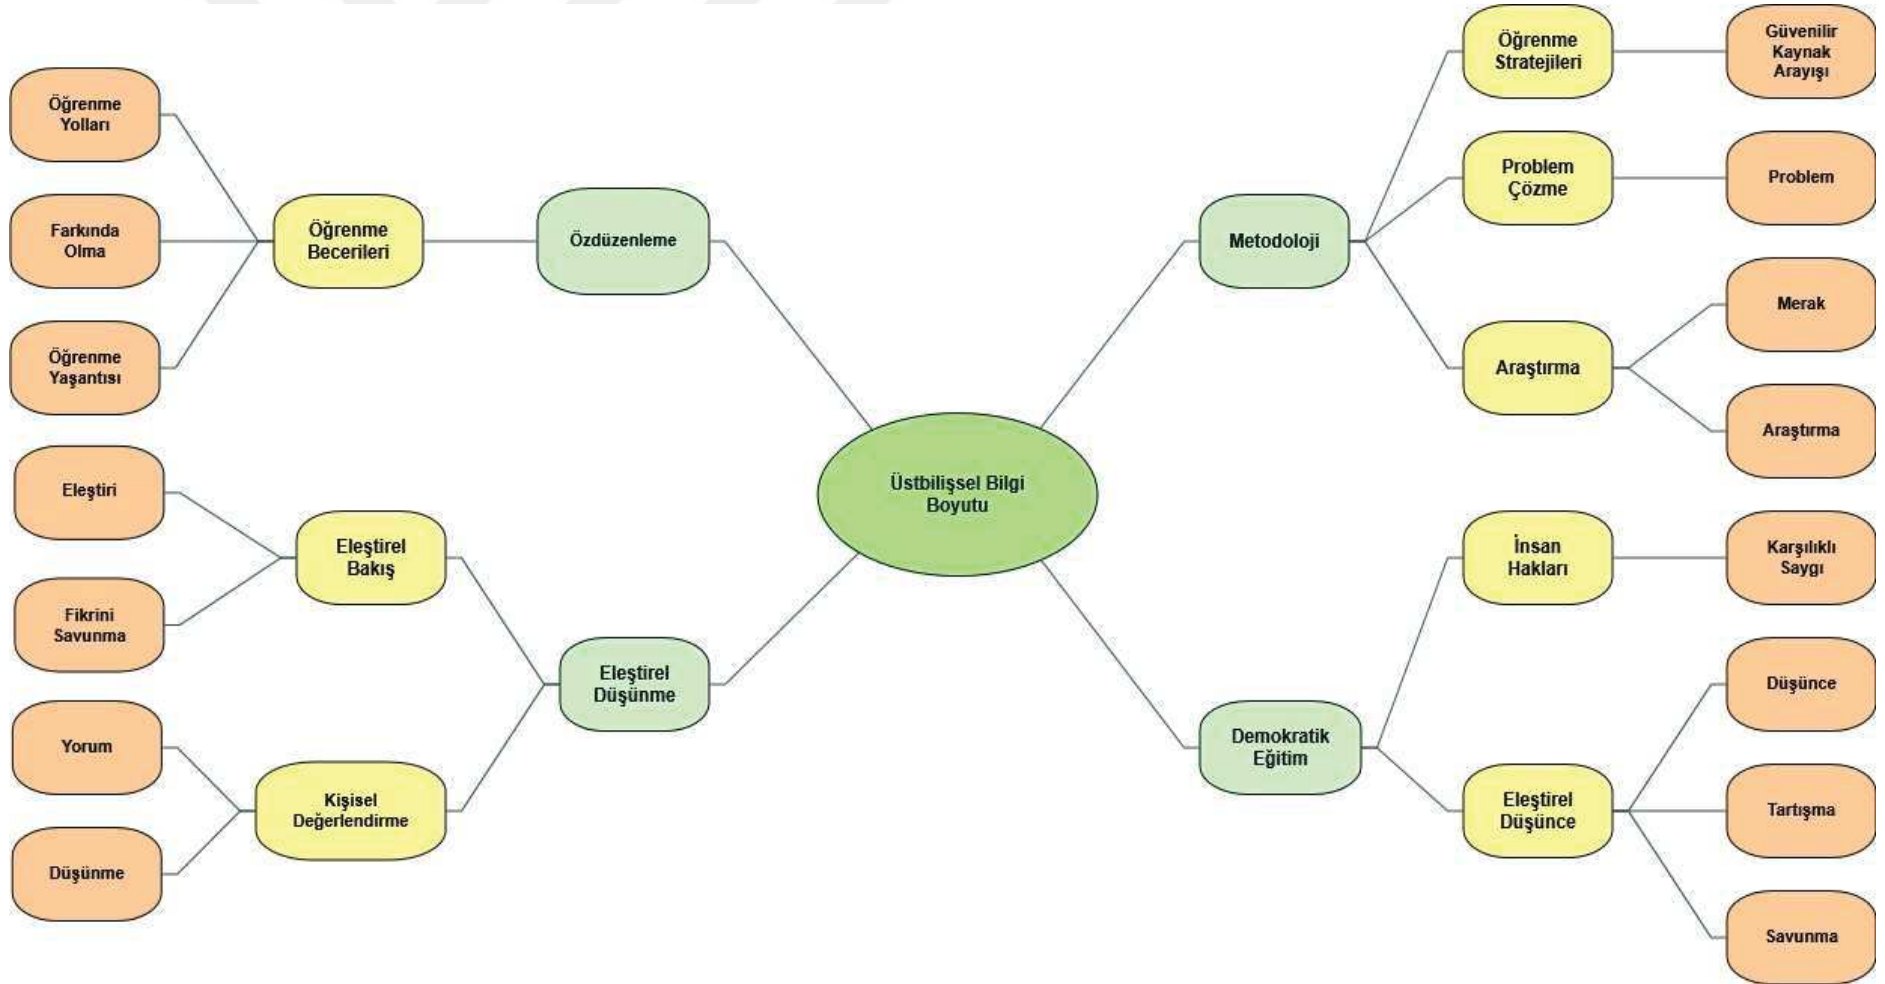 Öğrenme
Yolları
Farkında
Olma
Öğrenme
Yaşantısı
Öğrenme
Becerileri
Özdüzenleme
Eleştiri
Fikrini
Savunma
Eleştirel
Bakış
Yorum
Düşünme
Kişisel
Değerlendirme
Eleştirel
Düşünme
Üstbilişsel Bilgi
Boyutu
Metodoloji
Öğrenme
Stratejileri
Güvenilir
Kaynak
Arayışı
Problem
Çözme
Problem
Araştırma
Merak
Araştırma
Demokratik
Eğitim
İnsan
Hakları
Karşılıklı
Saygı
Eleştirel
Düşünce
Düşünce
Tartışma
Savunma